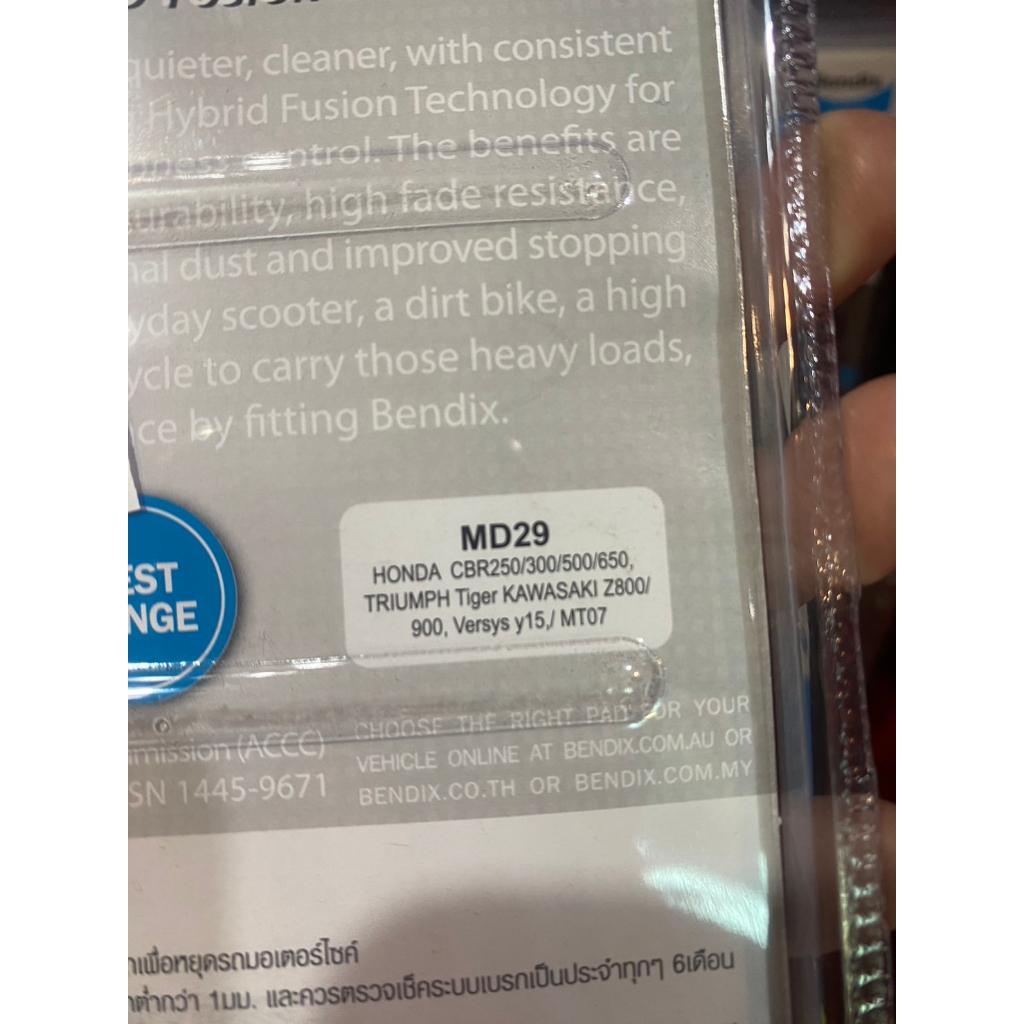 quieter, cleaner, with consistent
Hybrid Fusion Technology for
control. The benefits are
durability, high fade resistance,
dust and improved stopping
yday scooter, a dirt bike, a high
ycle to carry those heavy loads,
ce by fitting Bendix.
MD29
HONDA CBR250/300/500/650,
TRIUMPH Tiger KAWASAKI Z800/
900, Versys y15,/ MT07
EST
NGE
mission (ACCC)
SN 1445-9671
CHOOSE THE RIGHT PAD FOR YOUR
VEHICLE ONLINE AT BENDIX.COM.AU OR
BENDIX.CO.TH OR BENDIX.COM.MY
เพื่อหยุดรถมอเตอร์ไซค์
ต่ำกว่า 1มม. และควรตรวจเช็คระบบเบรกเป็นประจำทุกๆ 6เดือน